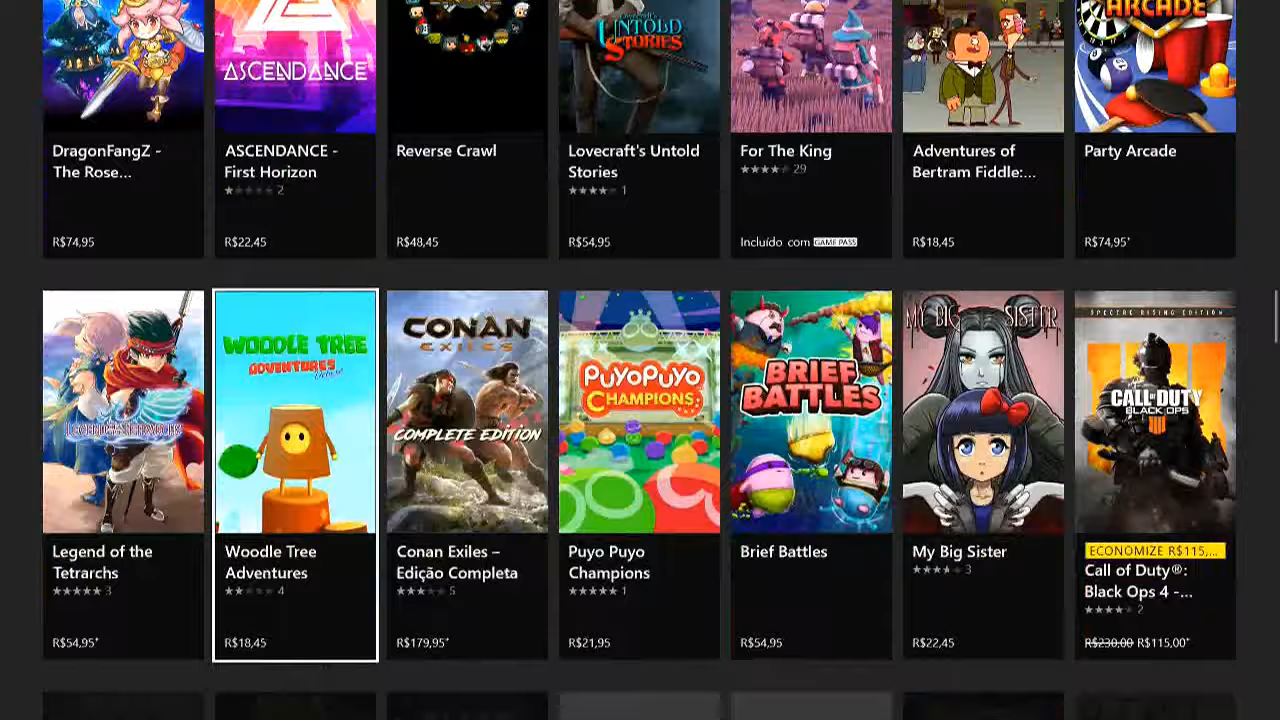 ASCENDANCE
UNTOLD
STORIES
ARCADE
DragonFangZ -
The Rose...
ASCENDANCE -
First Horizon
2
Reverse Crawl
Lovecraft's Untold
Stories
1
For The King
29
Adventures of
Bertram Fiddle:...
Party Arcade
R$74,95
R$22,45
R$48,45
R$54,95
Incluído com GAME PASS
R$18,45
R$74,95*
WOODLE TREE
ADVENTURES
CONAN
EXILES
COMPLETE EDITION
PUYOPUYO
CHAMPIONS
BRIEF
BATTLES
MY BIG SISTER
SPECTRE RISING EDITION
CALL OF DUTY
BLACK OPS
IIII
Legend of the
Tetrarchs
3
Woodle Tree
Adventures
4
Conan Exiles –
Edição Completa
5
Puyo Puyo
Champions
1
Brief Battles
My Big Sister
3
ECONOMIZE R$115,...
Call of Duty®:
Black Ops 4 -...
2
R$54,95*
R$18,45
R$179,95*
R$21,95
R$54,95
R$22,45
R$230,00 R$115,00*